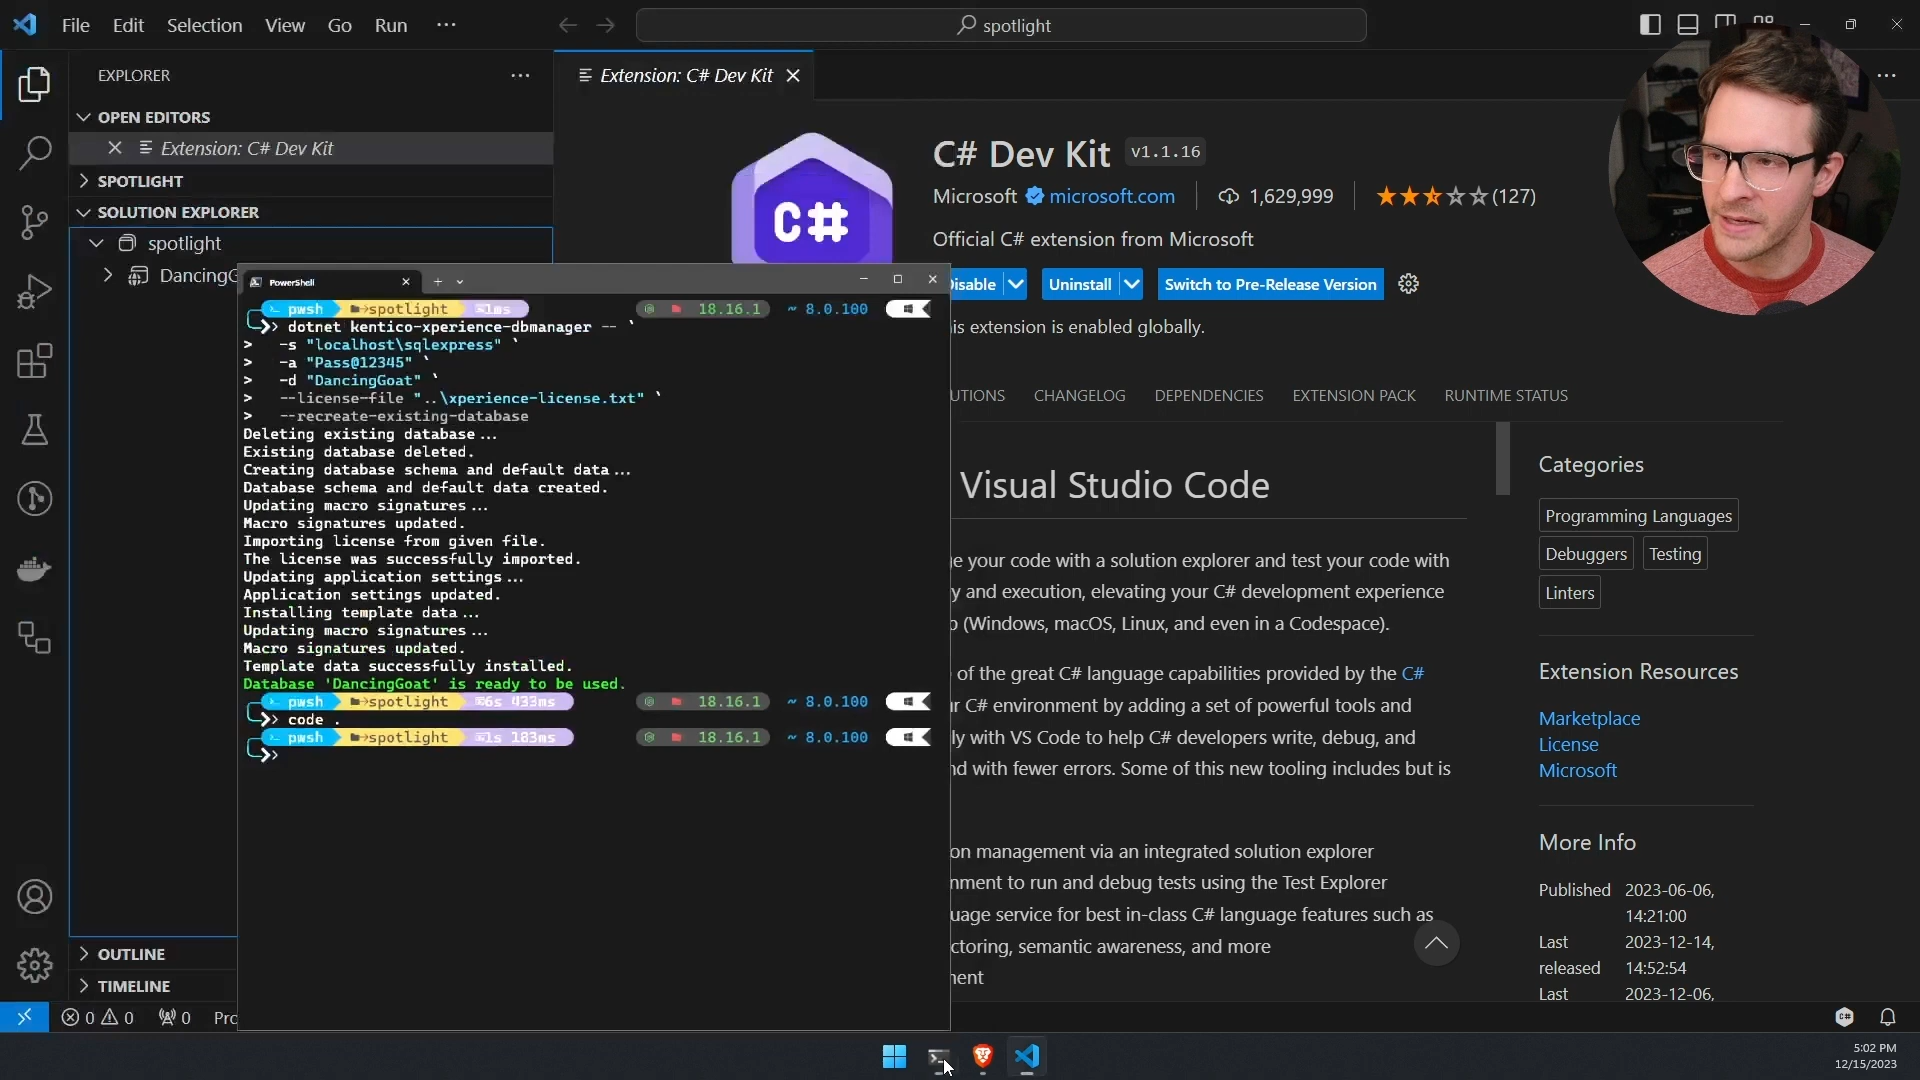 File Edit Selection View Go Run ···
spotlight
EXPLORER
Extension: C# Dev Kit
OPEN EDITORS
Extension: C# Dev Kit
SPOTLIGHT
SOLUTION EXPLORER
spotlight
DancingG
C#
C# Dev Kit v1.1.16
Microsoft microsoft.com 1,629,999 (127)
Official C# extension from Microsoft
isable Uninstall Switch to Pre-Release Version
is extension is enabled globally.
UTIONS CHANGELOG DEPENDENCIES EXTENSION PACK RUNTIME STATUS
Visual Studio Code
ge your code with a solution explorer and test your code with
y and execution, elevating your C# development experience
(Windows, macOS, Linux, and even in a Codespace).
of the great C# language capabilities provided by the C#
r C# environment by adding a set of powerful tools and
ly with VS Code to help C# developers write, debug, and
nd with fewer errors. Some of this new tooling includes but is
on management via an integrated solution explorer
nment to run and debug tests using the Test Explorer
uage service for best in-class C# language features such as
ctoring, semantic awareness, and more
ent
Categories
Programming Languages
Debuggers Testing
Linters
Extension Resources
Marketplace
License
Microsoft
More Info
Published 2023-06-06,
14:21:00
Last 2023-12-14,
released 14:52:54
Last 2023-12-06,
PowerShell
pwsh spotlight 1ms 18.16.1 ~ 8.0.100
dotnet kentico-xperience-dbmanager -- `
> -s "localhost\sqlexpress" `
> -a "Pass@12345" `
> -d "DancingGoat" `
> --license-file "..\xperience-license.txt" `
> --recreate-existing-database
Deleting existing database...
Existing database deleted.
Creating database schema and default data...
Database schema and default data created.
Updating macro signatures...
Macro signatures updated.
Importing license from given file.
The license was successfully imported.
Updating application settings...
Application settings updated.
Installing template data...
Updating macro signatures...
Macro signatures updated.
Template data successfully installed.
Database 'DancingGoat' is ready to be used.
pwsh spotlight 6s 433ms 18.16.1 ~ 8.0.100
code .
pwsh spotlight 1s 183ms 18.16.1 ~ 8.0.100
OUTLINE
TIMELINE
0 0 0 Pro
5:02 PM
12/15/2023